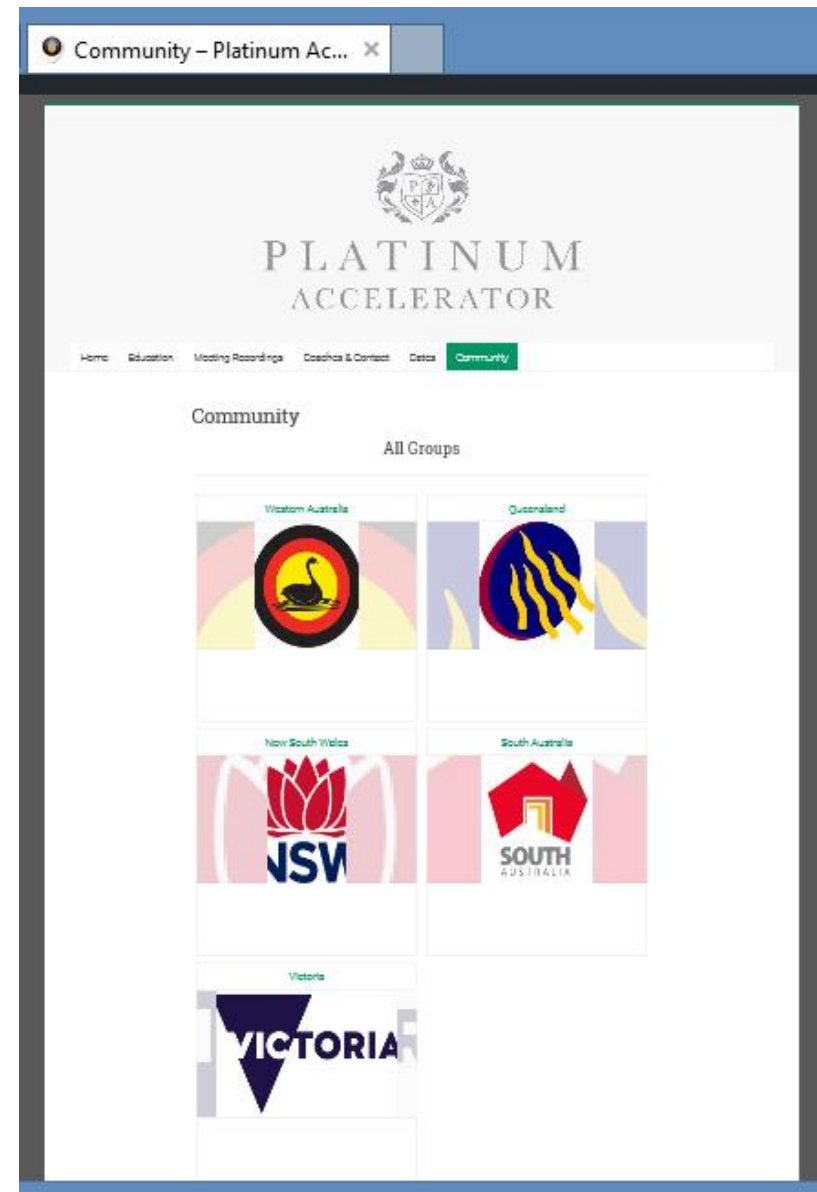 Community – Platinum Ac... ×
P A
PLATINUM
ACCELERATOR
Home Education Meeting Recordings Coaches & Contact Dates Community
Community
All Groups
Western Australia Queensland
New South Wales South Australia
NSW SOUTH
AUSTRALIA
Victoria
VICTORIA